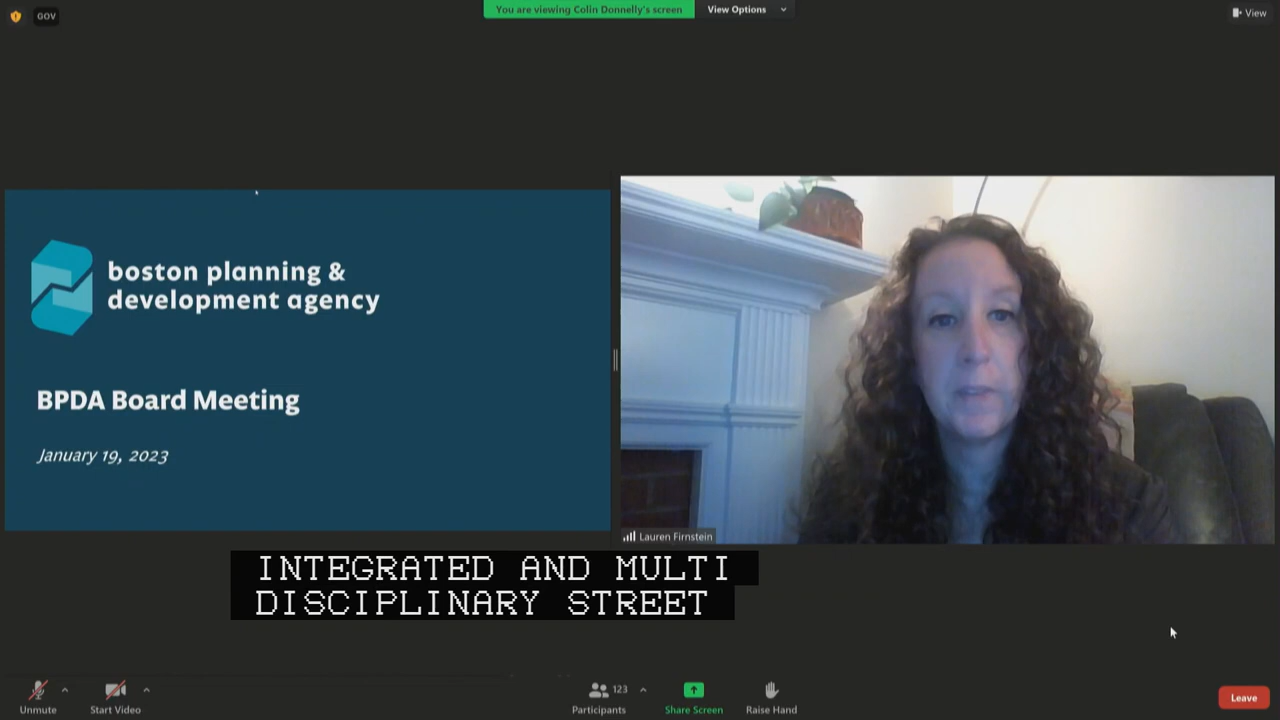 GOV
You are viewing Colin Donnelly's screen
View Options
View
boston planning &
development agency
BPDA Board Meeting
January 19, 2023
Lauren Firnstein
INTEGRATED AND MULTI
DISCIPLINARY STREET
Unmute
Start Video
123
Participants
Share Screen
Raise Hand
Leave